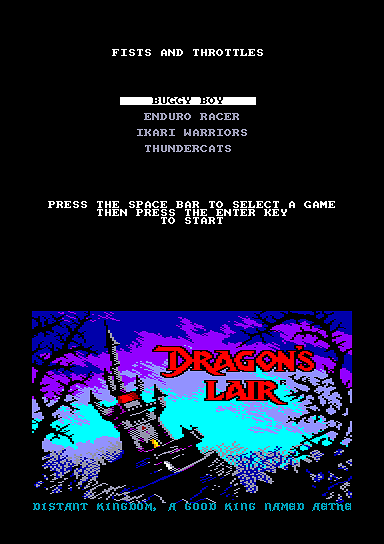 FISTS AND THROTTLES
BUGGY BOY
ENDURO RACER
IKARI WARRIORS
THUNDERCATS
PRESS THE SPACE BAR TO SELECT A GAME
THEN PRESS THE ENTER KEY
TO START
DRAGON'S
LAIR
DISTANT KINGDOM, A GOOD KING NAMED AETHE